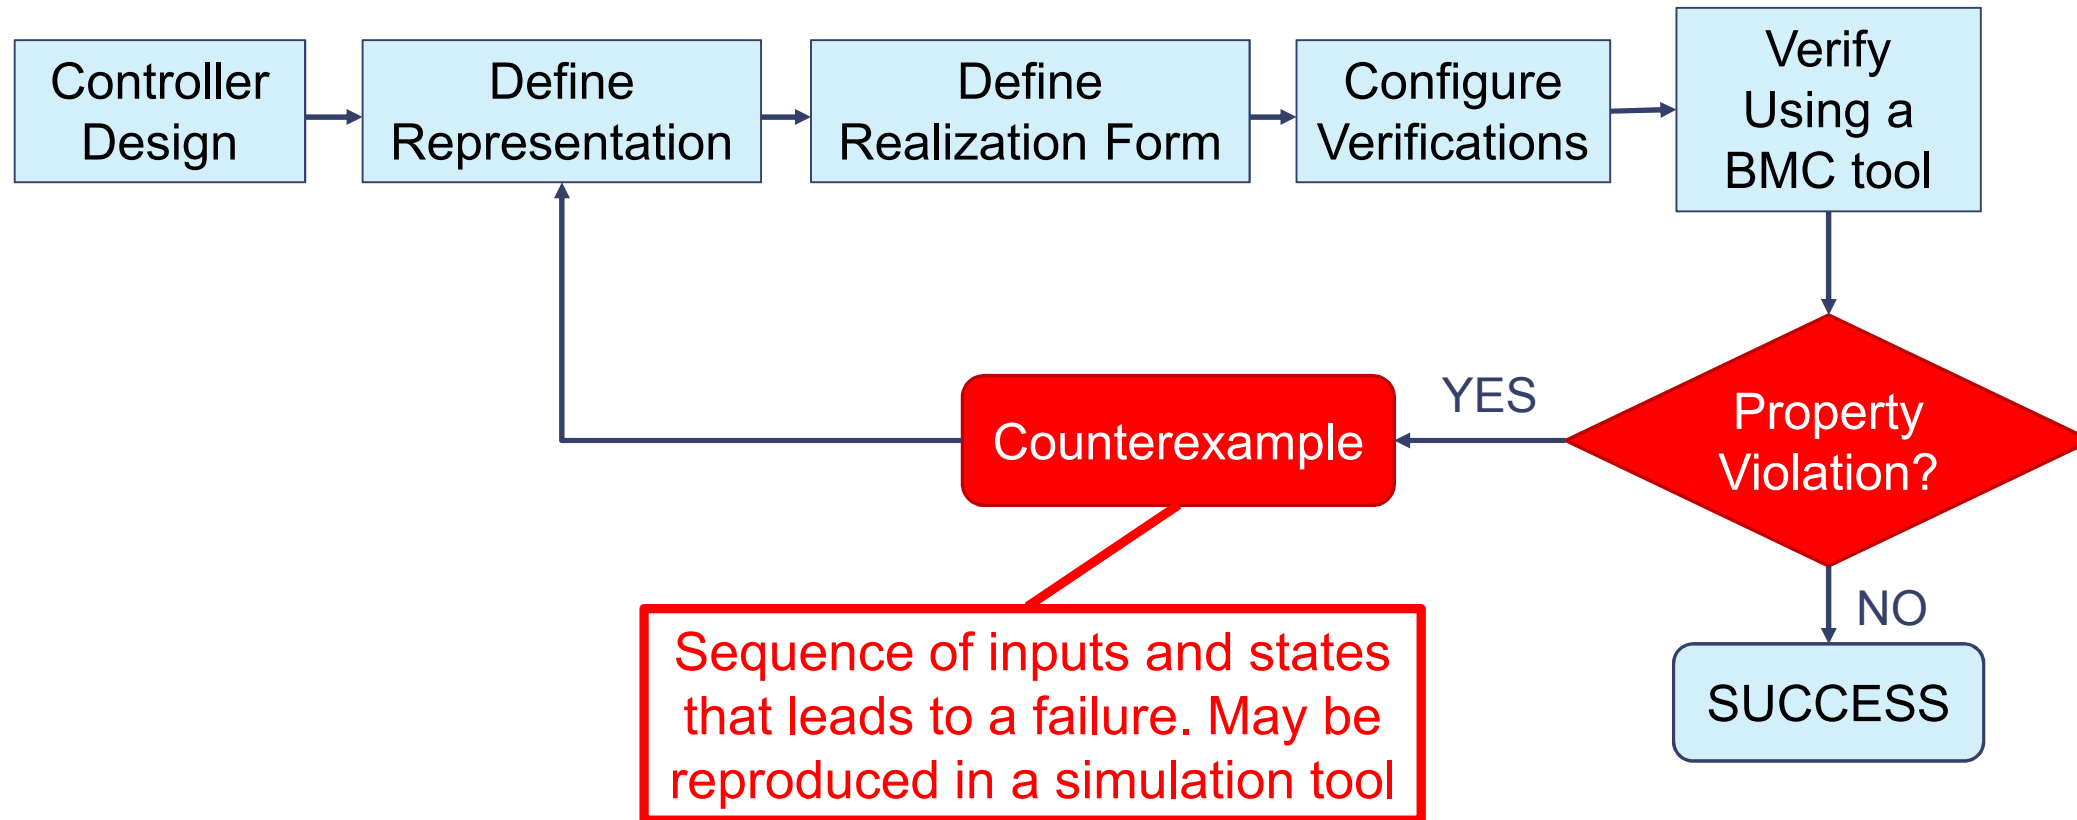 Controller
Design
Define
Representation
Define
Realization Form
Configure
Verifications
Verify
Using a
BMC tool
Property
Violation?
YES
Counterexample
NO
SUCCESS
Sequence of inputs and states
that leads to a failure. May be
reproduced in a simulation tool